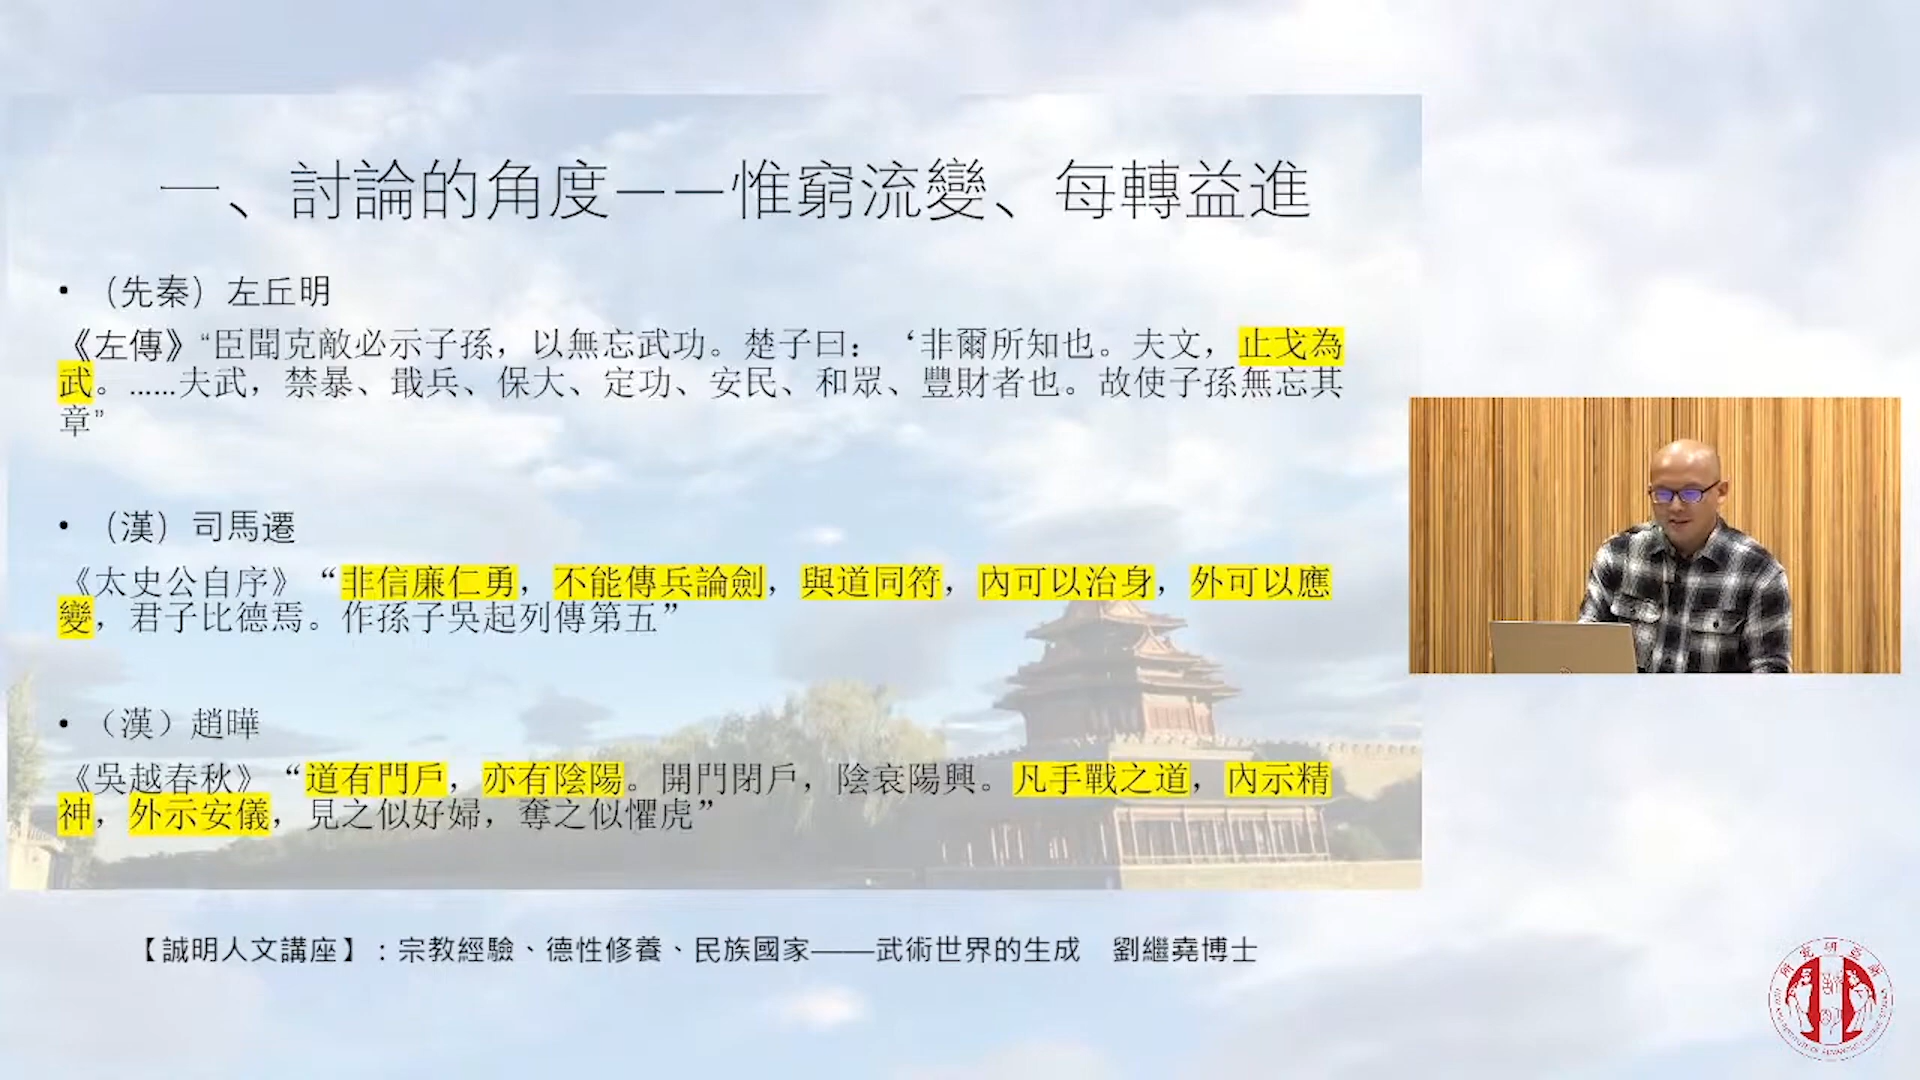 一、討論的角度——惟窮流變、每轉益進
• （先秦）左丘明
《左傳》“臣聞克敵必示子孫，以無忘武功。楚子曰：‘非爾所知也。夫文，止戈為
武。……夫武，禁暴、戢兵、保大、定功、安民、和眾、豐財者也。故使子孫無忘其
章”
• （漢）司馬遷
《太史公自序》“非信廉仁勇，不能傳兵論劍，與道同符，內可以治身，外可以應
變，君子比德焉。作孫子吳起列傳第五”
• （漢）趙曄
《吳越春秋》“道有門戶，亦有陰陽。開門閉戶，陰衰陽興。凡手戰之道，內示精
神，外示安儀，見之似好婦，奪之似懼虎”
【誠明人文講座】：宗教經驗、德性修養、民族國家——武術世界的生成　劉繼堯博士